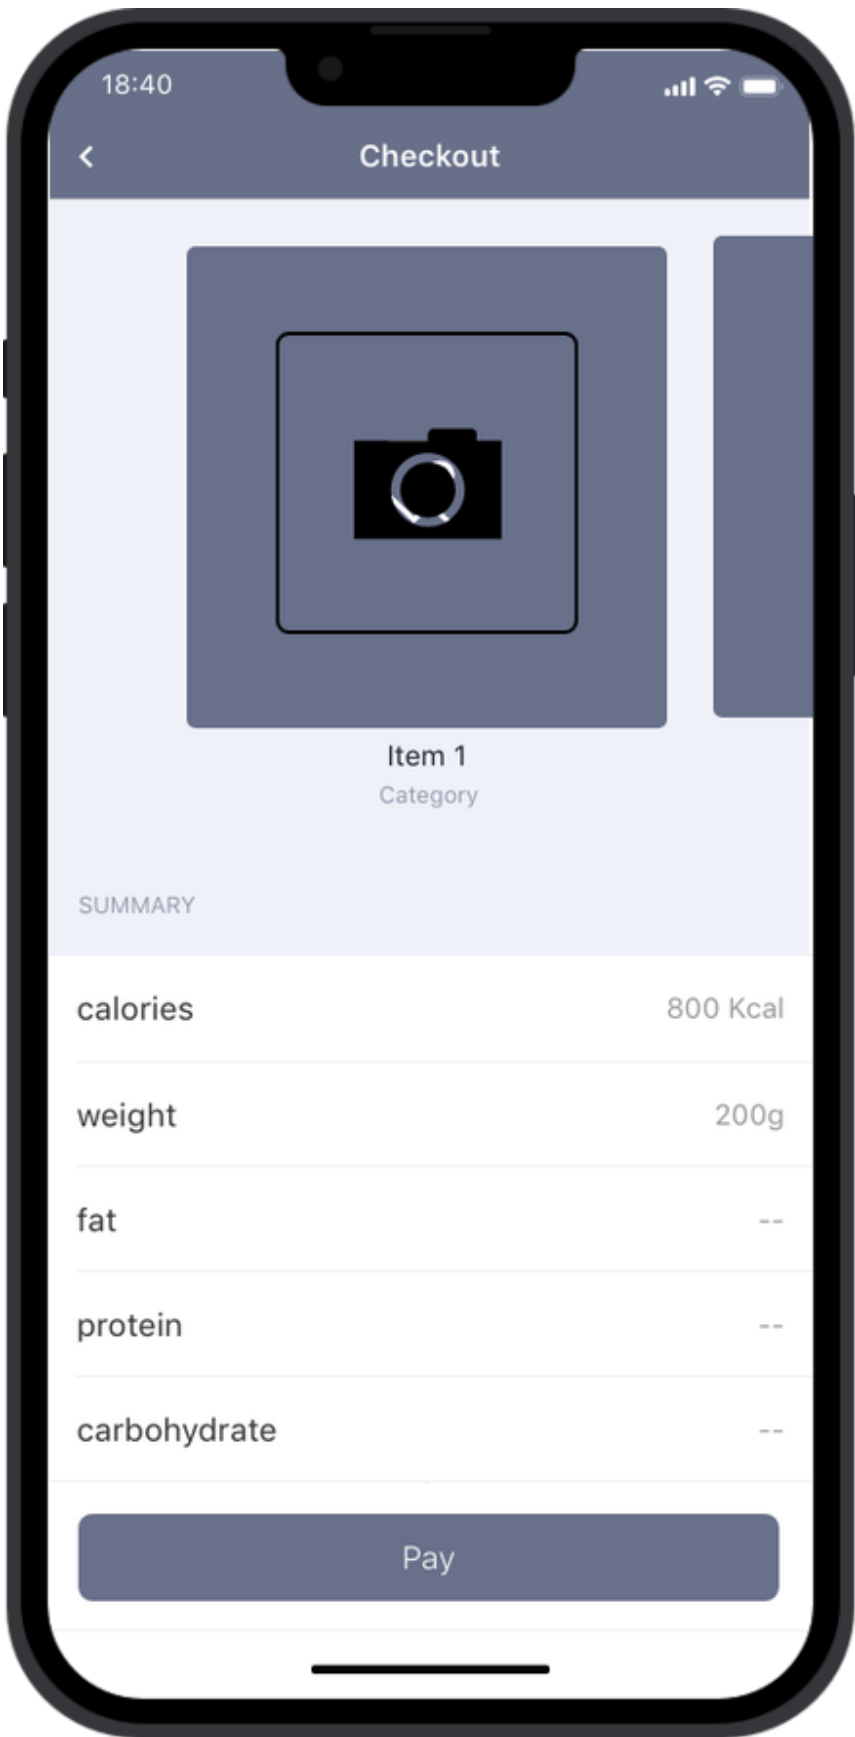 18:40
Checkout
Item 1
Category
SUMMARY
calories 800 Kcal
weight 200g
fat --
protein --
carbohydrate --
Pay